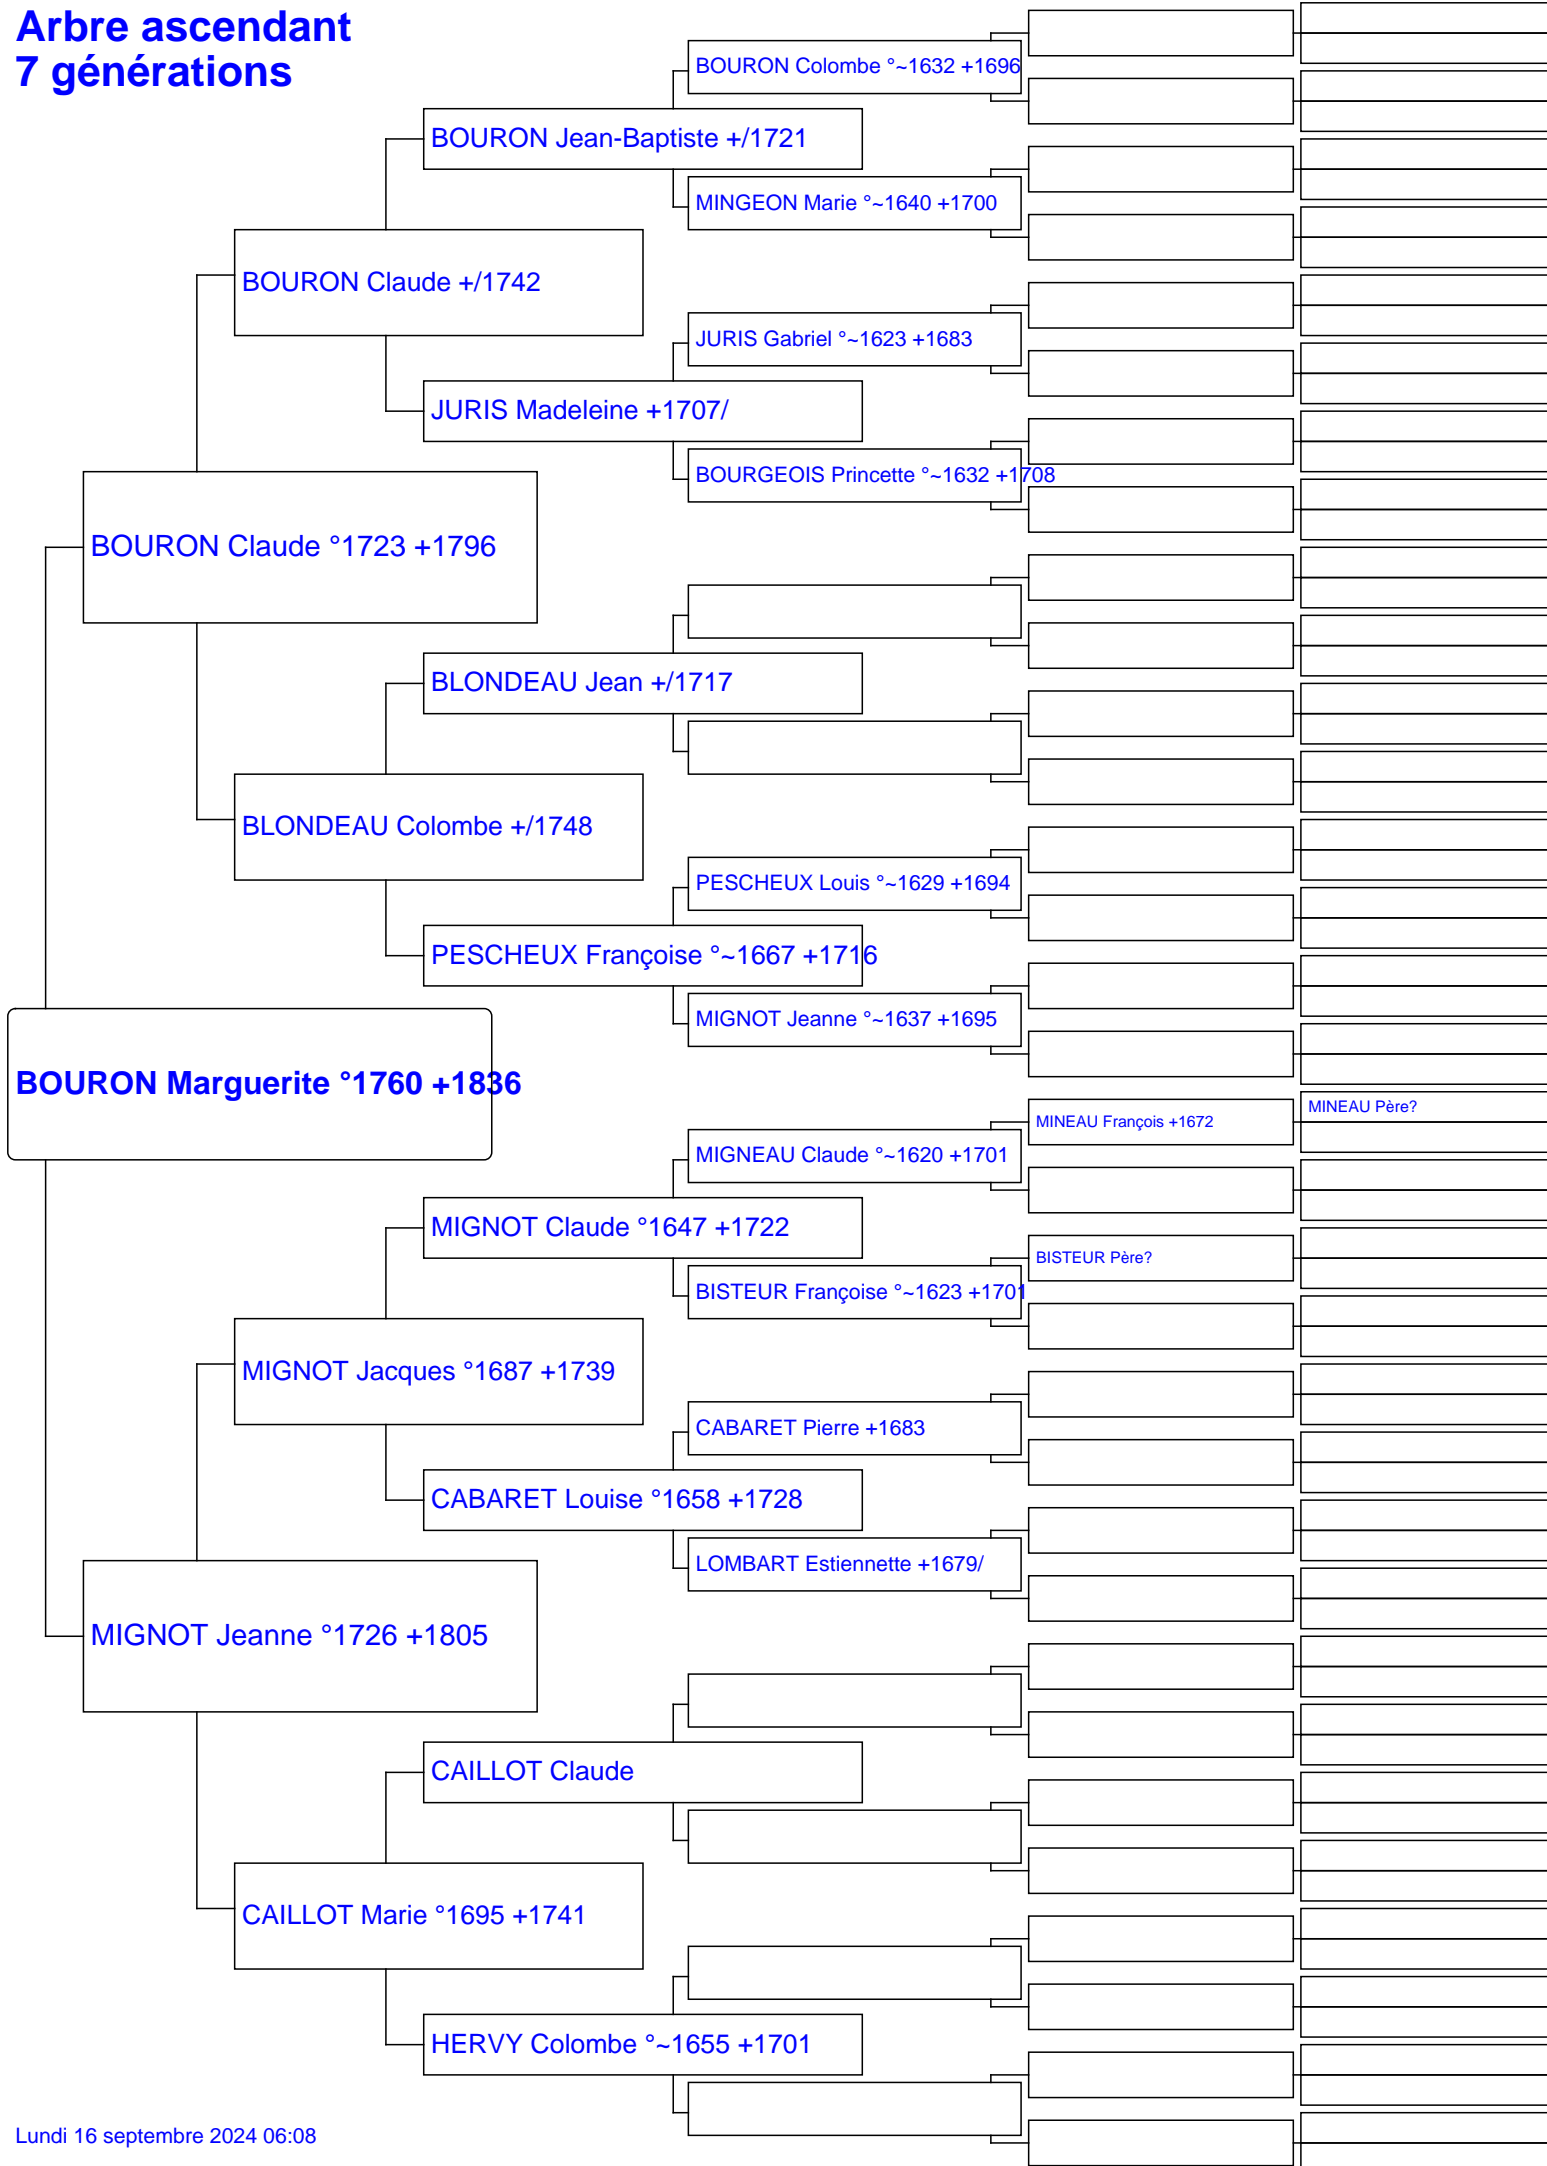 Arbre ascendant
7 générations
BOURON Colombe °~1632 +1696
BOURON Jean-Baptiste +/1721
MINGEON Marie °~1640 +1700
BOURON Claude +/1742
JURIS Gabriel °~1623 +1683
JURIS Madeleine +1707/
BOURGEOIS Princette °~1632 +1708
BOURON Claude °1723 +1796
BLONDEAU Jean +/1717
BLONDEAU Colombe +/1748
PESCHEUX Louis °~1629 +1694
PESCHEUX Françoise °~1667 +1716
MIGNOT Jeanne °~1637 +1695
BOURON Marguerite °1760 +1836
MINEAU Père?
MINEAU François +1672
MIGNEAU Claude °~1620 +1701
MIGNOT Claude °1647 +1722
BISTEUR Père?
BISTEUR Françoise °~1623 +1701
MIGNOT Jacques °1687 +1739
CABARET Pierre +1683
CABARET Louise °1658 +1728
LOMBART Estiennette +1679/
MIGNOT Jeanne °1726 +1805
CAILLOT Claude
CAILLOT Marie °1695 +1741
HERVY Colombe °~1655 +1701
Lundi 16 septembre 2024 06:08